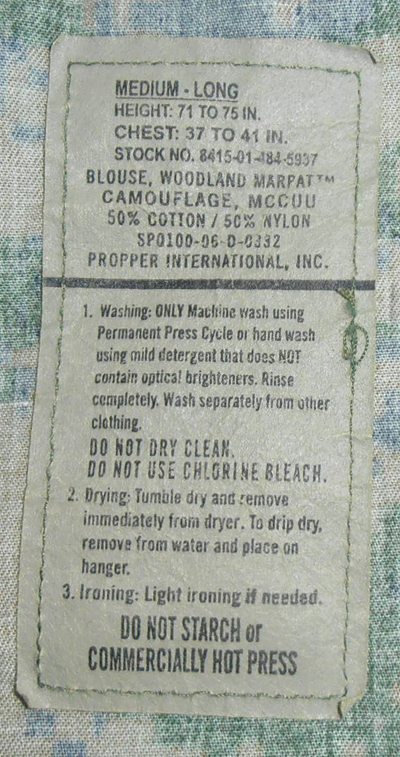 MEDIUM - LONG
HEIGHT: 71 TO 75 IN.
CHEST: 37 TO 41 IN.
STOCK NO. 8415-01-484-5937
BLOUSE, WOODLAND MARPAT™
CAMOUFLAGE, MCCUU
50% COTTON / 50% NYLON
SP0100-06-D-0332
PROPPER INTERNATIONAL, INC.
1. Washing: ONLY Machine wash using
Permanent Press Cycle or hand wash
using mild detergent that does NOT
contain optical brighteners. Rinse
completely. Wash separately from other
clothing.
DO NOT DRY CLEAN.
DO NOT USE CHLORINE BLEACH.
2. Drying: Tumble dry and remove
immediately from dryer. To drip dry,
remove from water and place on
hanger.
3. Ironing: Light ironing if needed.
DO NOT STARCH or
COMMERCIALLY HOT PRESS